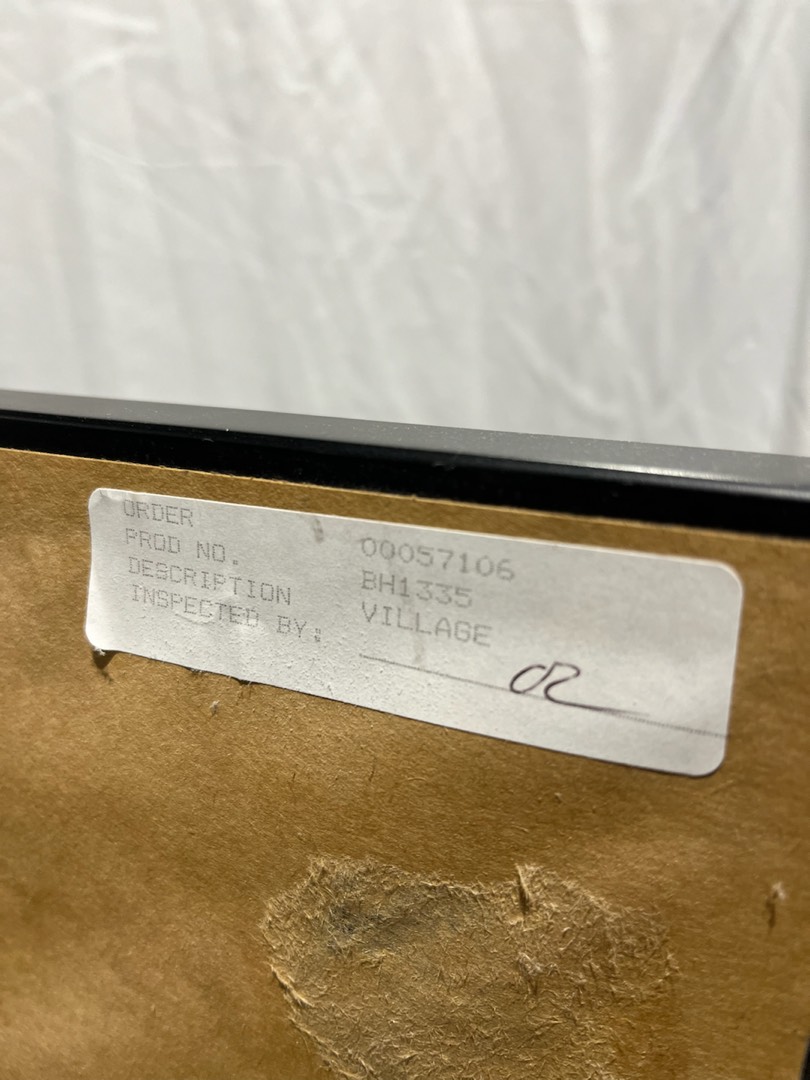 ORDER 00057106
PROD NO. BH1335
DESCRIPTION VILLAGE
INSPECTED BY: